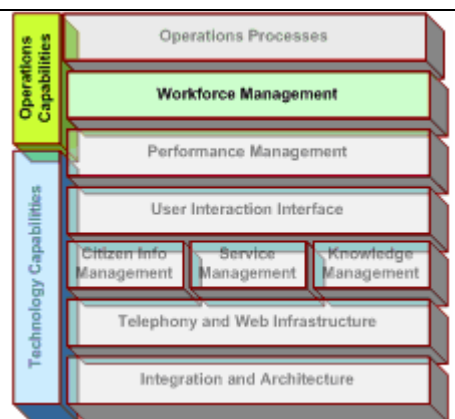 Operations
Capabilities
Technology Capabilities
Operations Processes
Workforce Management
Performance Management
User Interaction Interface
Citizen Info
Management
Service
Management
Knowledge
Management
Telephony and Web Infrastructure
Integration and Architecture